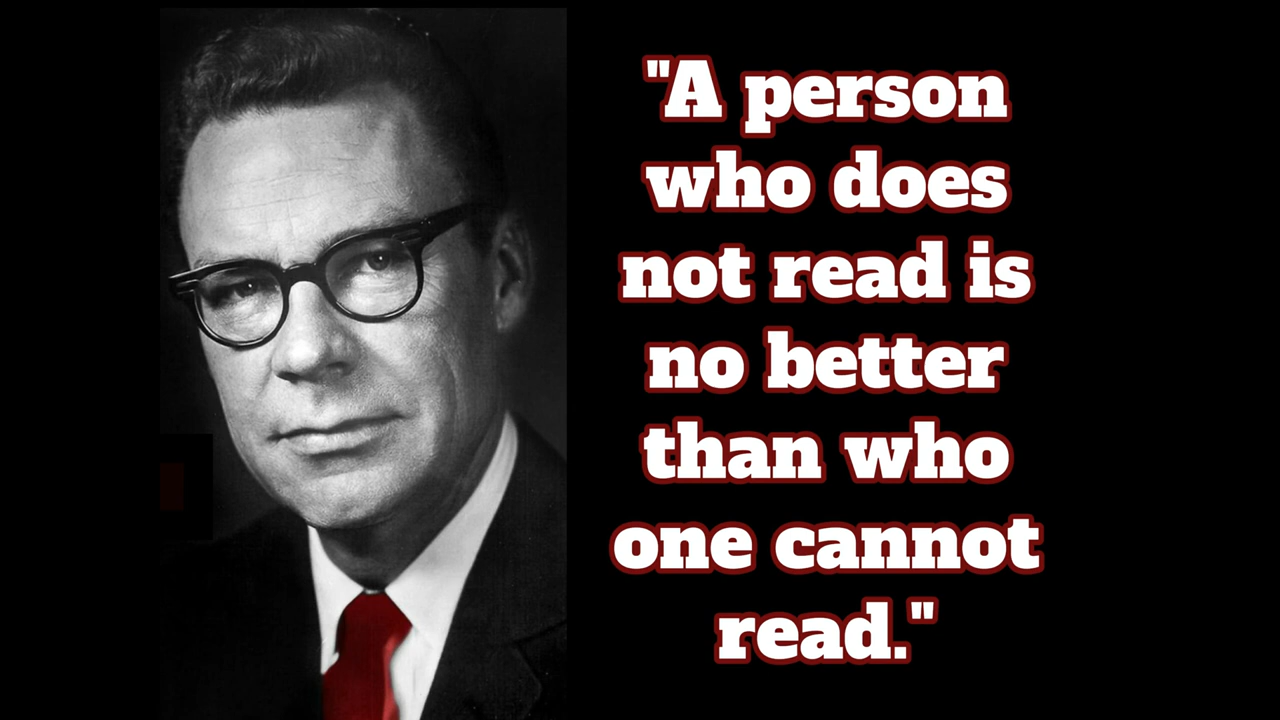 "A person
who does
not read is
no better
than who
one cannot
read."